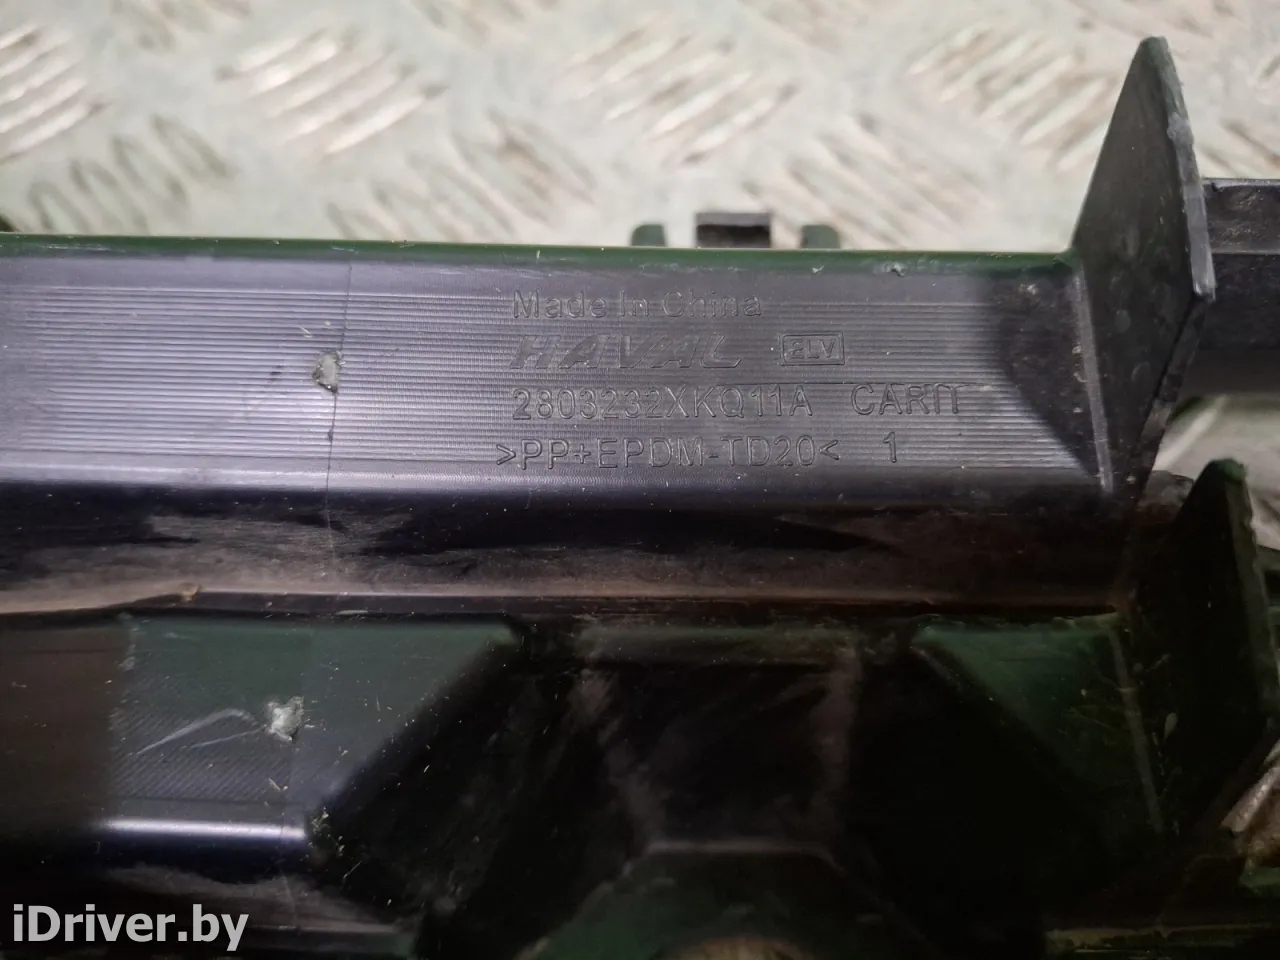 Made In China
HAVAL ELV
2803232XKQ11A CARIT
>PP+EPDM-TD20< 1
iDriver.by